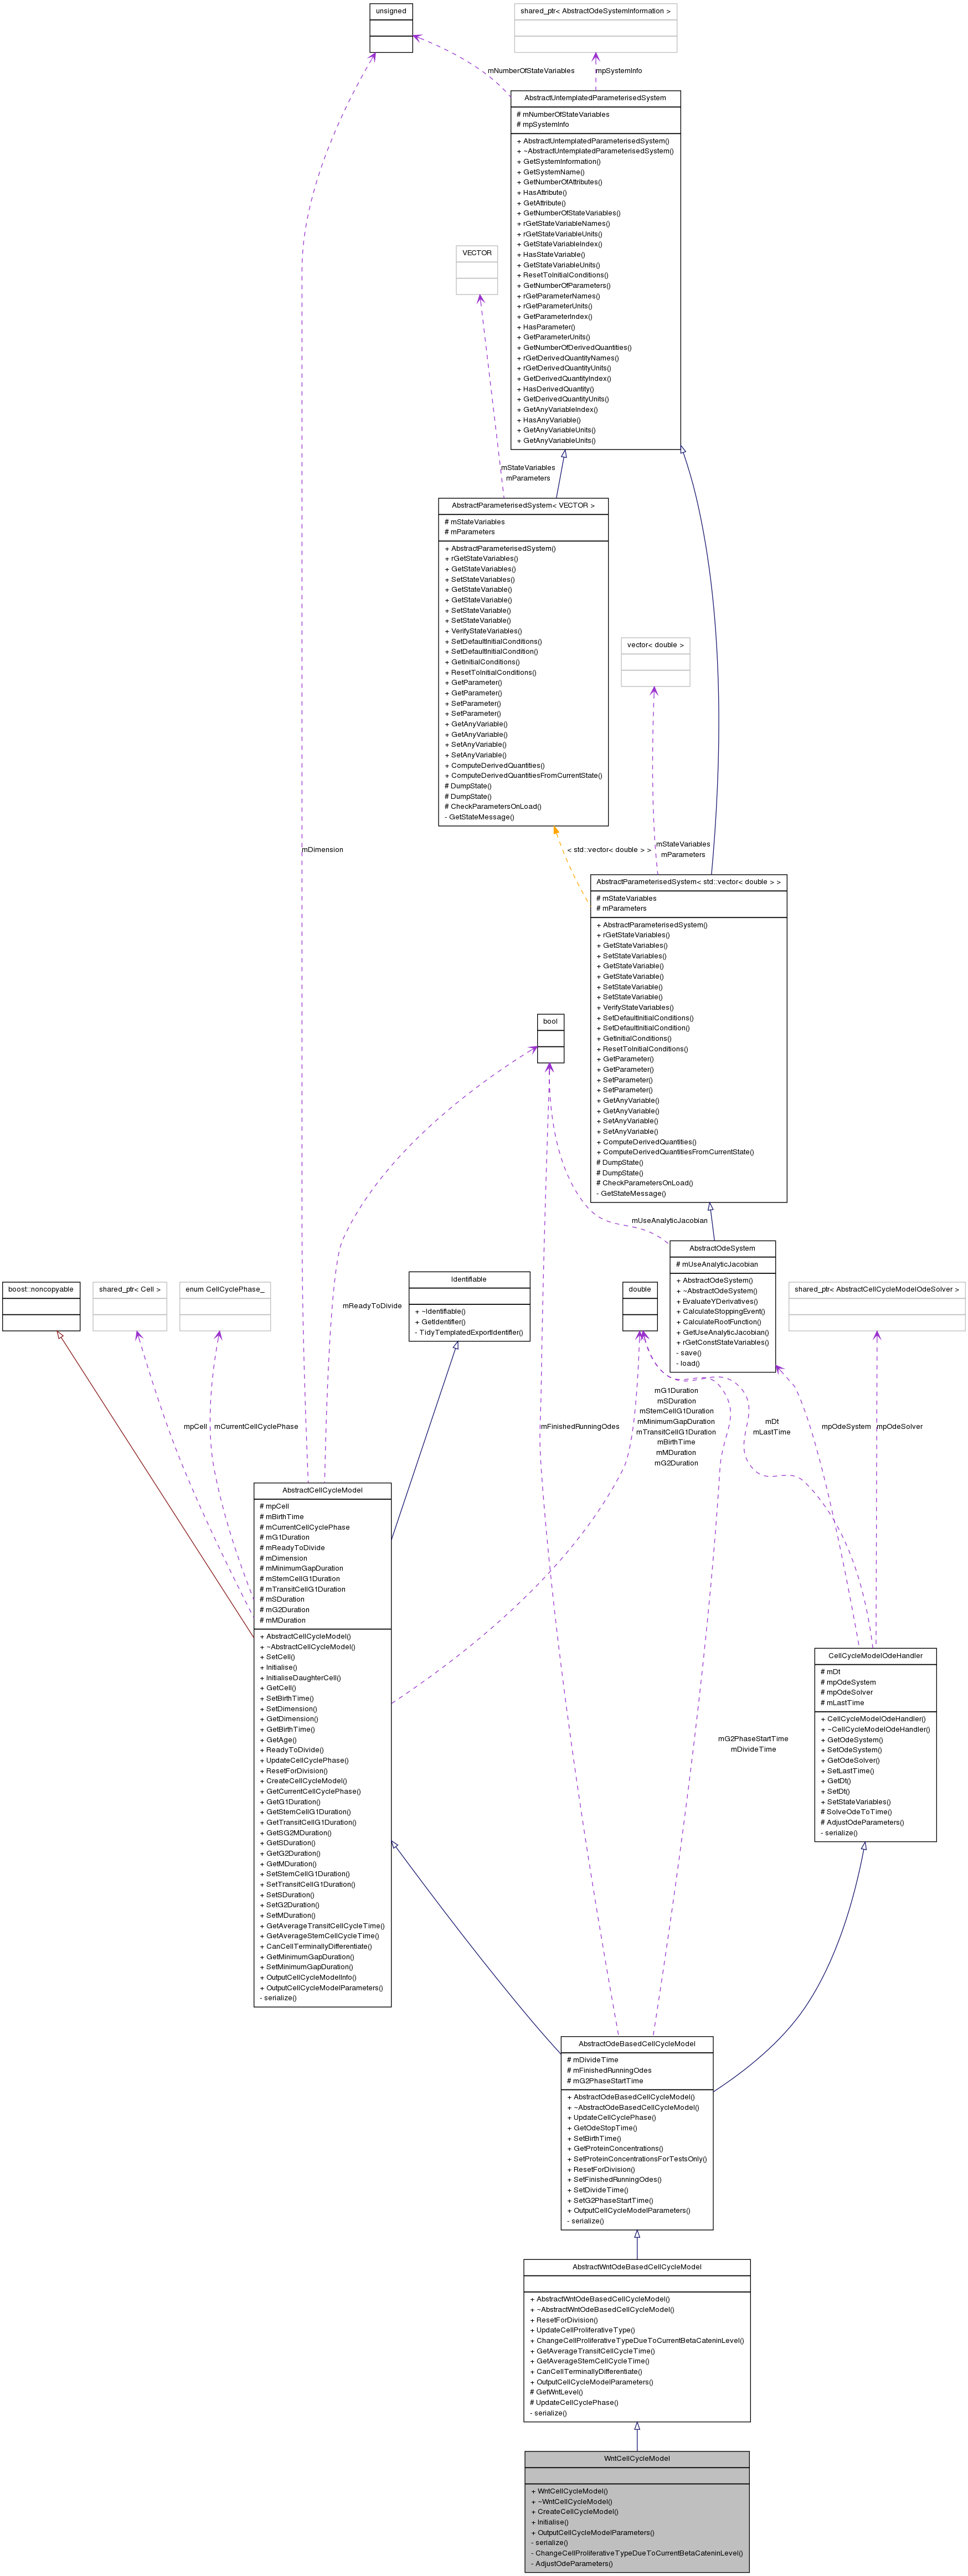 unsigned
shared_ptr< AbstractOdeSystemInformation >
mNumberOfStateVariables
mpSystemInfo
AbstractUntemplatedParameterisedSystem
# mNumberOfStateVariables
# mpSystemInfo
+ AbstractUntemplatedParameterisedSystem()
+ ~AbstractUntemplatedParameterisedSystem()
+ GetSystemInformation()
+ GetSystemName()
+ GetNumberOfAttributes()
+ HasAttribute()
+ GetAttribute()
+ GetNumberOfStateVariables()
+ rGetStateVariableNames()
+ rGetStateVariableUnits()
+ GetStateVariableIndex()
+ HasStateVariable()
+ GetStateVariableUnits()
+ ResetToInitialConditions()
+ GetNumberOfParameters()
+ rGetParameterNames()
+ rGetParameterUnits()
+ GetParameterIndex()
+ HasParameter()
+ GetParameterUnits()
+ GetNumberOfDerivedQuantities()
+ rGetDerivedQuantityNames()
+ rGetDerivedQuantityUnits()
+ GetDerivedQuantityIndex()
+ HasDerivedQuantity()
+ GetDerivedQuantityUnits()
+ GetAnyVariableIndex()
+ HasAnyVariable()
+ GetAnyVariableUnits()
+ GetAnyVariableUnits()
VECTOR
mStateVariables
mParameters
AbstractParameterisedSystem< VECTOR >
# mStateVariables
# mParameters
+ AbstractParameterisedSystem()
+ rGetStateVariables()
+ GetStateVariables()
+ SetStateVariables()
+ GetStateVariable()
+ GetStateVariable()
+ SetStateVariable()
+ SetStateVariable()
+ VerifyStateVariables()
+ SetDefaultInitialConditions()
+ SetDefaultInitialCondition()
+ GetInitialConditions()
+ ResetToInitialConditions()
+ GetParameter()
+ GetParameter()
+ SetParameter()
+ SetParameter()
+ GetAnyVariable()
+ GetAnyVariable()
+ SetAnyVariable()
+ SetAnyVariable()
+ ComputeDerivedQuantities()
+ ComputeDerivedQuantitiesFromCurrentState()
# DumpState()
# DumpState()
# CheckParametersOnLoad()
- GetStateMessage()
vector< double >
mDimension
< std::vector< double > >
mStateVariables
mParameters
AbstractParameterisedSystem< std::vector< double > >
# mStateVariables
# mParameters
+ AbstractParameterisedSystem()
+ rGetStateVariables()
+ GetStateVariables()
+ SetStateVariables()
+ GetStateVariable()
+ GetStateVariable()
+ SetStateVariable()
+ SetStateVariable()
+ VerifyStateVariables()
+ SetDefaultInitialConditions()
+ SetDefaultInitialCondition()
+ GetInitialConditions()
+ ResetToInitialConditions()
+ GetParameter()
+ GetParameter()
+ SetParameter()
+ SetParameter()
+ GetAnyVariable()
+ GetAnyVariable()
+ SetAnyVariable()
+ SetAnyVariable()
+ ComputeDerivedQuantities()
+ ComputeDerivedQuantitiesFromCurrentState()
# DumpState()
# DumpState()
# CheckParametersOnLoad()
- GetStateMessage()
bool
mUseAnalyticJacobian
AbstractOdeSystem
# mUseAnalyticJacobian
+ AbstractOdeSystem()
+ ~AbstractOdeSystem()
+ EvaluateYDerivatives()
+ CalculateStoppingEvent()
+ CalculateRootFunction()
+ GetUseAnalyticJacobian()
+ rGetConstStateVariables()
- save()
- load()
boost::noncopyable
shared_ptr< Cell >
enum CellCyclePhase_
Identifiable
+ ~Identifiable()
+ GetIdentifier()
- TidyTemplatedExportIdentifier()
double
shared_ptr< AbstractCellCycleModelOdeSolver >
mReadyToDivide
mpCell
mCurrentCellCyclePhase
mFinishedRunningOdes
mG1Duration
mSDuration
mStemCellG1Duration
mMinimumGapDuration
mTransitCellG1Duration
mBirthTime
mMDuration
mG2Duration
mDt
mLastTime
mpOdeSystem
mpOdeSolver
AbstractCellCycleModel
# mpCell
# mBirthTime
# mCurrentCellCyclePhase
# mG1Duration
# mReadyToDivide
# mDimension
# mMinimumGapDuration
# mStemCellG1Duration
# mTransitCellG1Duration
# mSDuration
# mG2Duration
# mMDuration
+ AbstractCellCycleModel()
+ ~AbstractCellCycleModel()
+ SetCell()
+ Initialise()
+ InitialiseDaughterCell()
+ GetCell()
+ SetBirthTime()
+ SetDimension()
+ GetDimension()
+ GetBirthTime()
+ GetAge()
+ ReadyToDivide()
+ UpdateCellCyclePhase()
+ ResetForDivision()
+ CreateCellCycleModel()
+ GetCurrentCellCyclePhase()
+ GetG1Duration()
+ GetStemCellG1Duration()
+ GetTransitCellG1Duration()
+ GetSG2MDuration()
+ GetSDuration()
+ GetG2Duration()
+ GetMDuration()
+ SetStemCellG1Duration()
+ SetTransitCellG1Duration()
+ SetSDuration()
+ SetG2Duration()
+ SetMDuration()
+ GetAverageTransitCellCycleTime()
+ GetAverageStemCellCycleTime()
+ CanCellTerminallyDifferentiate()
+ GetMinimumGapDuration()
+ SetMinimumGapDuration()
+ OutputCellCycleModelInfo()
+ OutputCellCycleModelParameters()
- serialize()
CellCycleModelOdeHandler
# mDt
# mpOdeSystem
# mpOdeSolver
# mLastTime
+ CellCycleModelOdeHandler()
+ ~CellCycleModelOdeHandler()
+ GetOdeSystem()
+ SetOdeSystem()
+ GetOdeSolver()
+ SetLastTime()
+ GetDt()
+ SetDt()
+ SetStateVariables()
# SolveOdeToTime()
# AdjustOdeParameters()
- serialize()
mG2PhaseStartTime
mDivideTime
AbstractOdeBasedCellCycleModel
# mDivideTime
# mFinishedRunningOdes
# mG2PhaseStartTime
+ AbstractOdeBasedCellCycleModel()
+ ~AbstractOdeBasedCellCycleModel()
+ UpdateCellCyclePhase()
+ GetOdeStopTime()
+ SetBirthTime()
+ GetProteinConcentrations()
+ SetProteinConcentrationsForTestsOnly()
+ ResetForDivision()
+ SetFinishedRunningOdes()
+ SetDivideTime()
+ SetG2PhaseStartTime()
+ OutputCellCycleModelParameters()
- serialize()
AbstractWntOdeBasedCellCycleModel
+ AbstractWntOdeBasedCellCycleModel()
+ ~AbstractWntOdeBasedCellCycleModel()
+ ResetForDivision()
+ UpdateCellProliferativeType()
+ ChangeCellProliferativeTypeDueToCurrentBetaCateninLevel()
+ GetAverageTransitCellCycleTime()
+ GetAverageStemCellCycleTime()
+ CanCellTerminallyDifferentiate()
+ OutputCellCycleModelParameters()
# GetWntLevel()
# UpdateCellCyclePhase()
- serialize()
WntCellCycleModel
+ WntCellCycleModel()
+ ~WntCellCycleModel()
+ CreateCellCycleModel()
+ Initialise()
+ OutputCellCycleModelParameters()
- serialize()
- ChangeCellProliferativeTypeDueToCurrentBetaCateninLevel()
- AdjustOdeParameters()